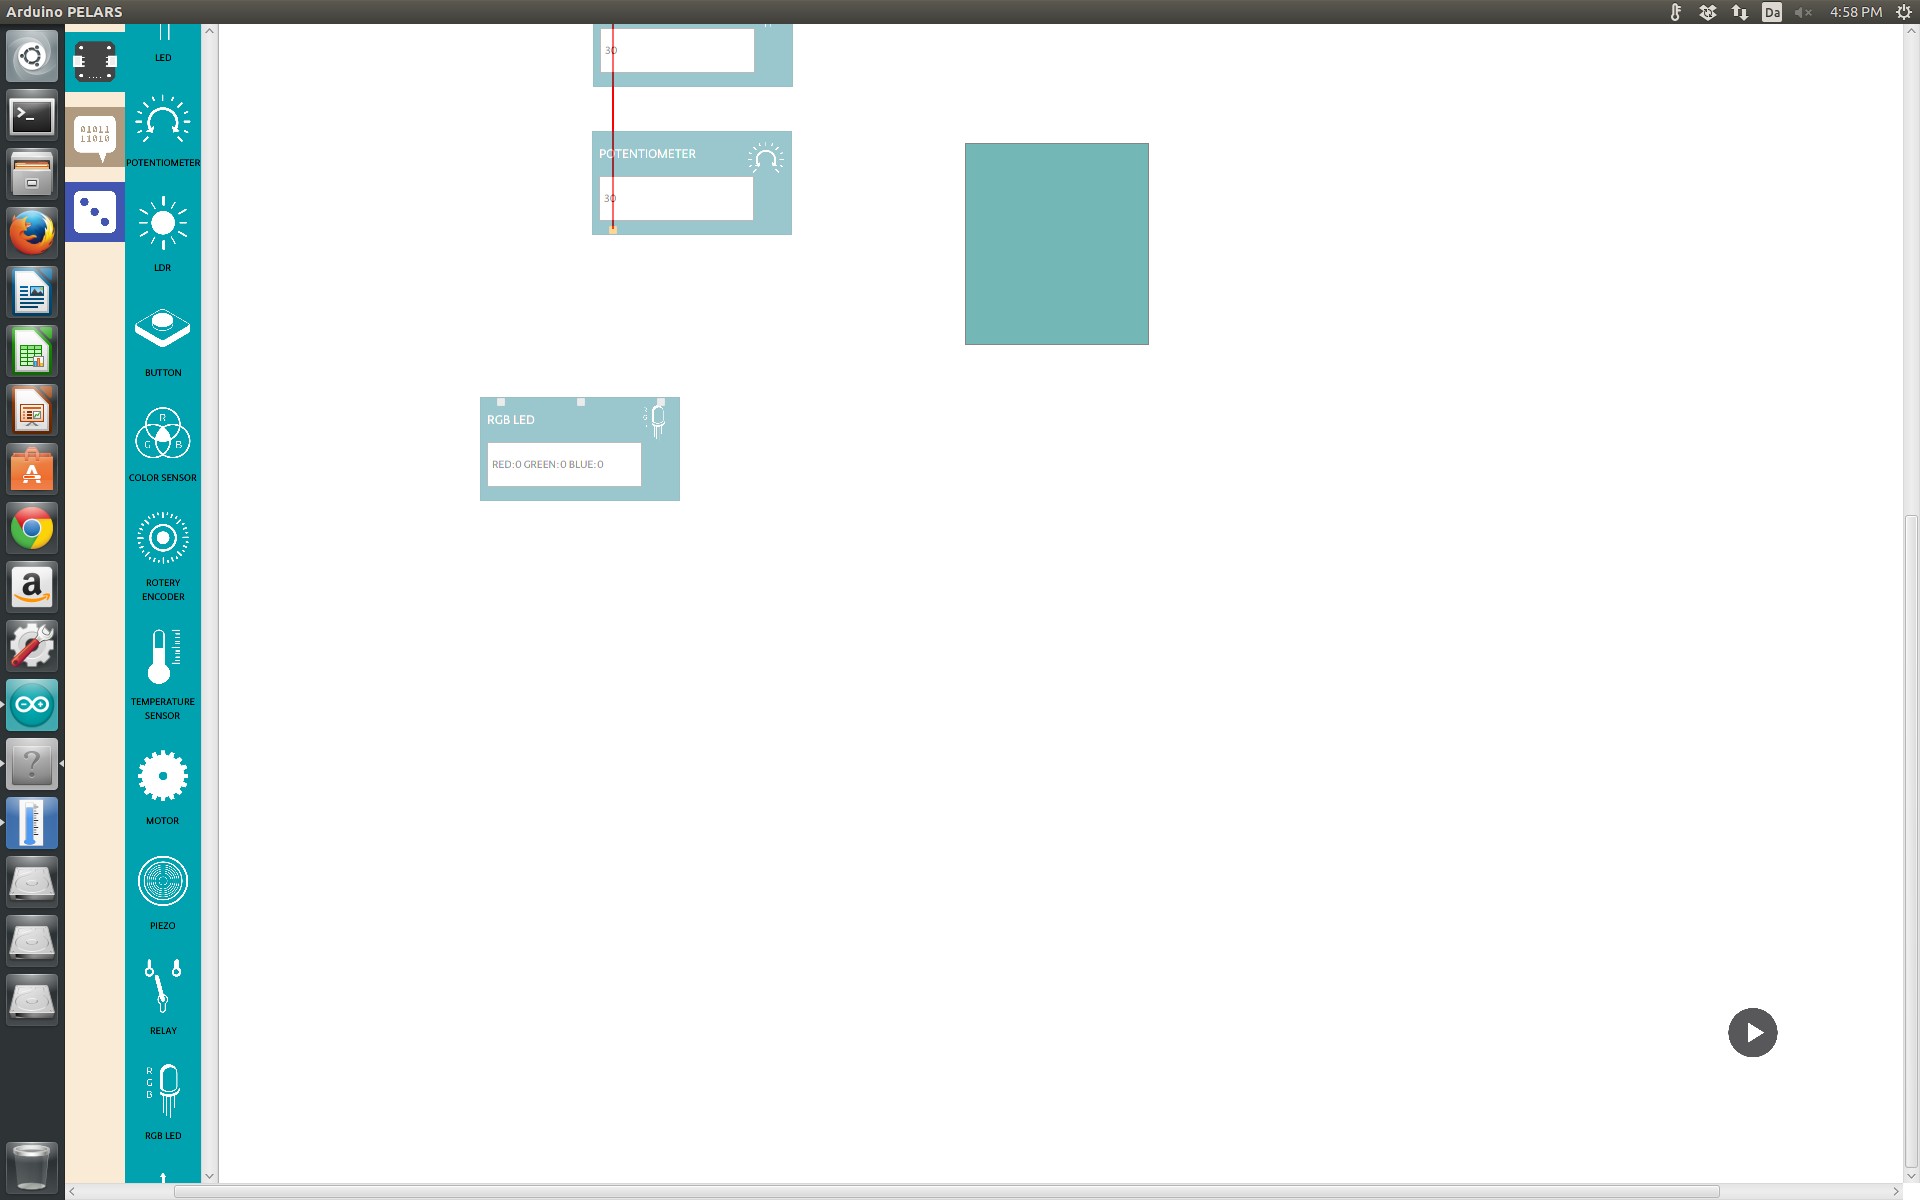 Arduino PELARS
Da
4:58 PM
LED
01011
11010
POTENTIOMETER
LDR
BUTTON
R
G B
COLOR SENSOR
ROTERY
ENCODER
TEMPERATURE
SENSOR
MOTOR
PIEZO
RELAY
R
G
B
RGB LED
30
POTENTIOMETER
30
RGB LED
RED:0 GREEN:0 BLUE:0